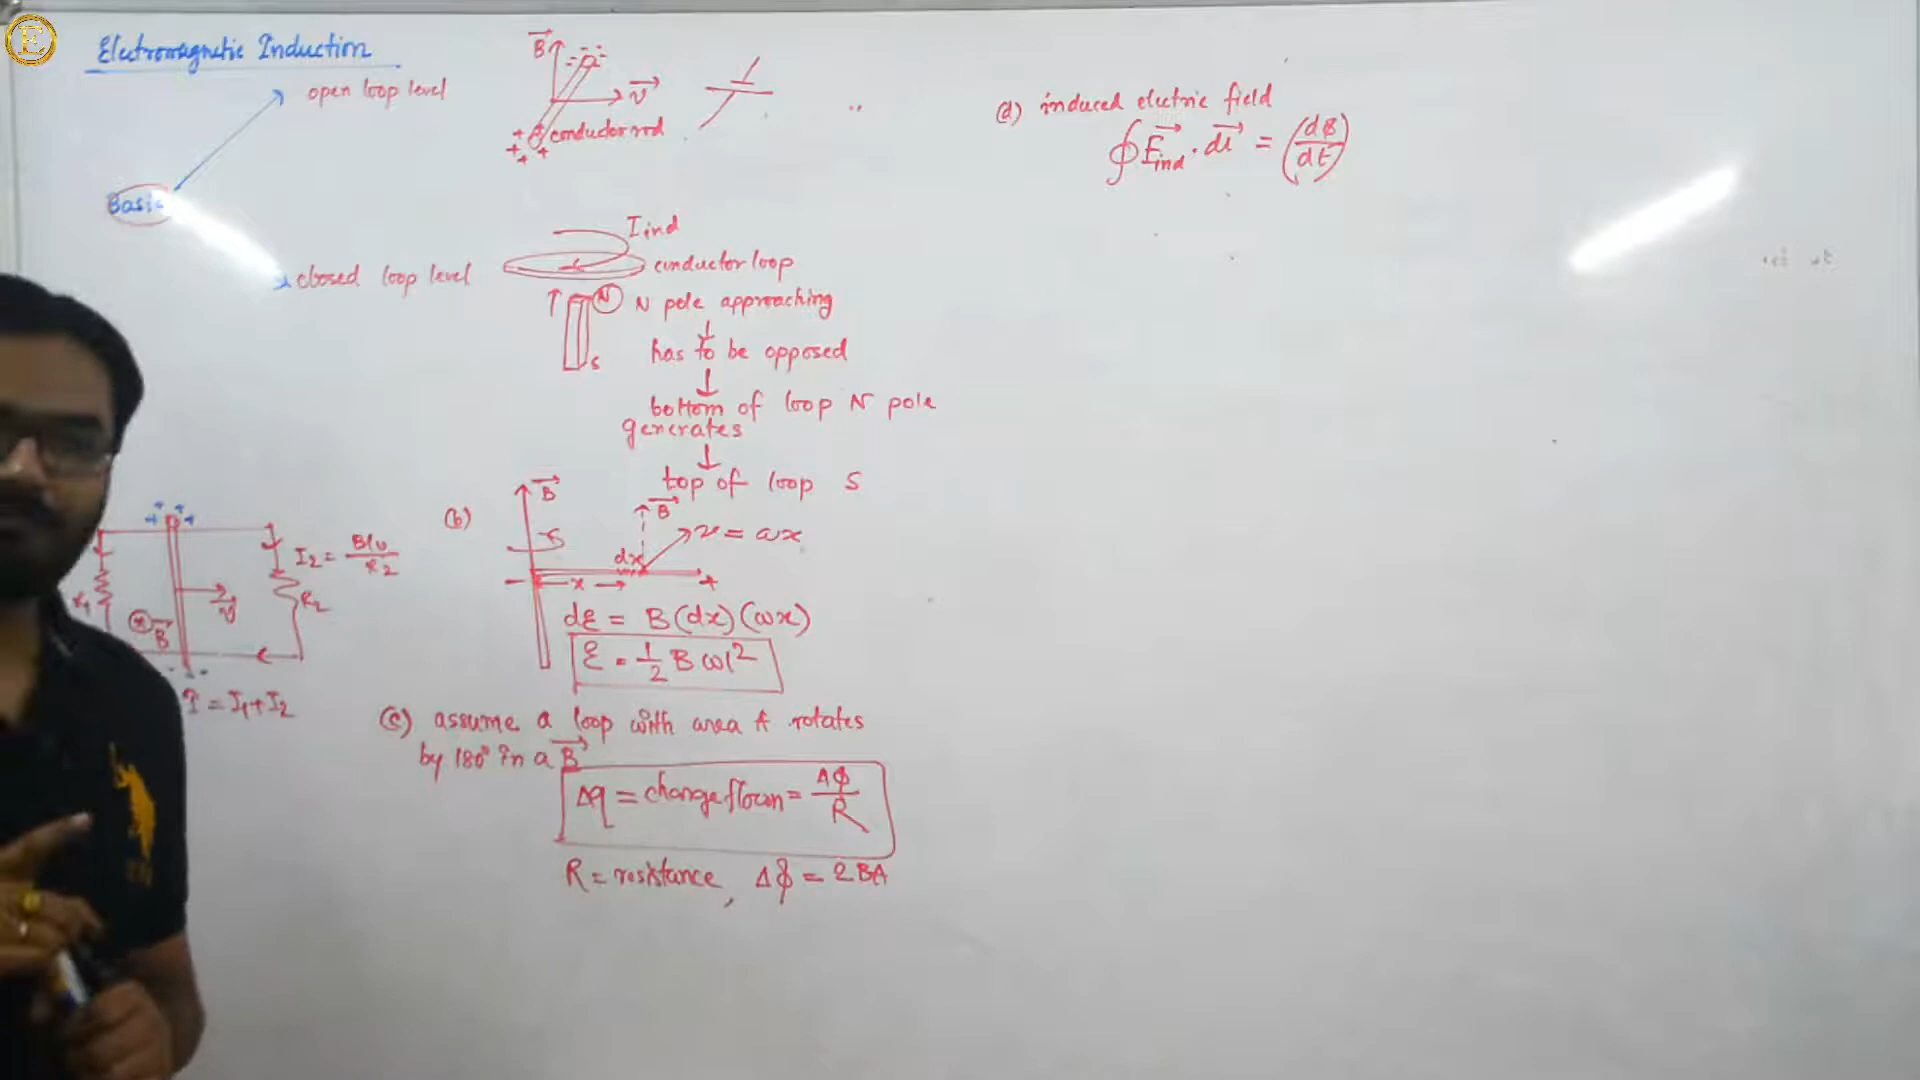 E
Electromagnetic Induction
open loop level
B
v
conductor rod
Basic
closed loop level
I ind
conductor loop
N
N pole approaching
S
has to be opposed
bottom of loop N pole
generates
top of loop S
I₂ = Blv/R₂
R₂
v
B
I = I₁+I₂
(b)
B
B
v = ωx
dx
x
dε = B(dx)(ωx)
ε = 1/2 Bωl²
(c) assume a loop with area A rotates
by 180° in a B
Δq = change flown = Δφ/R
R = resistance, Δφ = 2BA
(d) induced electric field
∮E ind . dl = (dφ/dt)